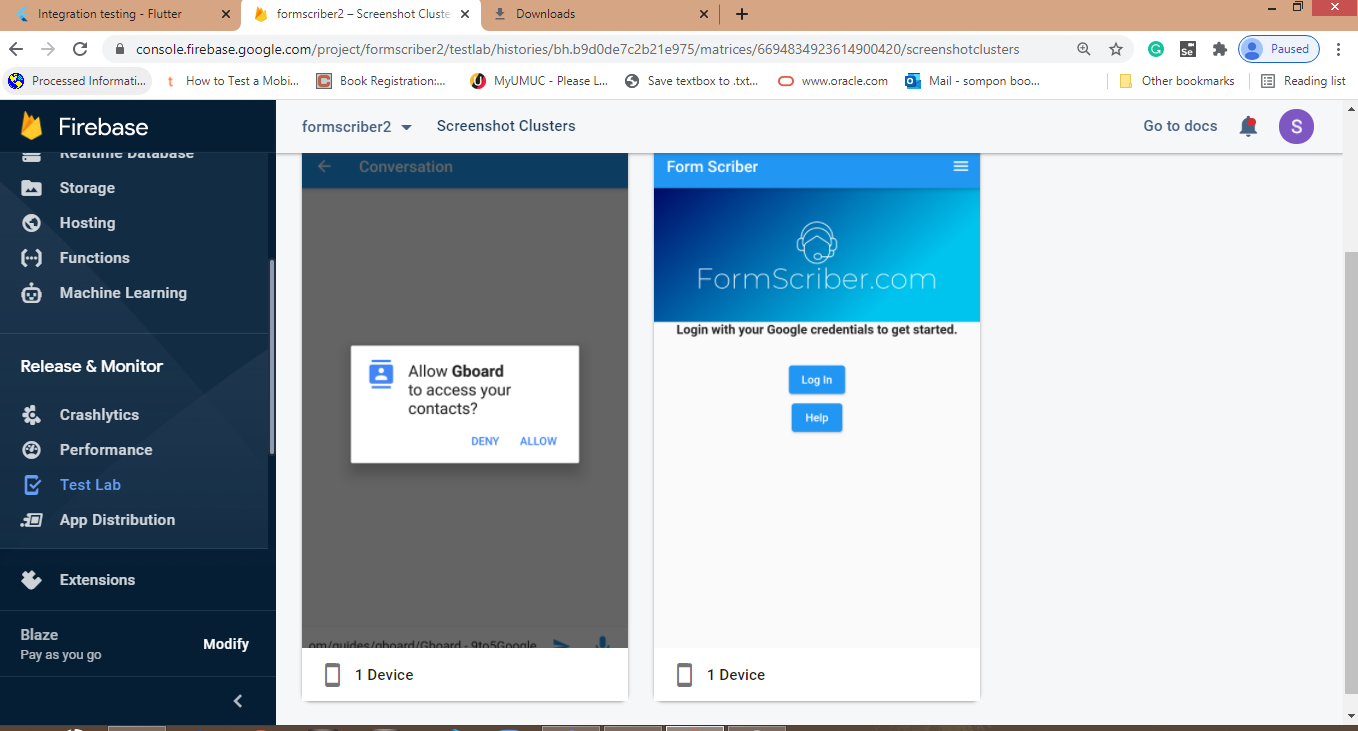 Integration testing - Flutter
formscriber2 – Screenshot Cluste
Downloads
console.firebase.google.com/project/formscriber2/testlab/histories/bh.b9d0de7c2b21e975/matrices/6694834923614900420/screenshotclusters
Paused
Processed Informati...
How to Test a Mobi...
Book Registration:...
MyUMUC - Please L...
Save textbox to .txt...
www.oracle.com
Mail - sompon boo...
Other bookmarks
Reading list
Firebase
formscriber2
Screenshot Clusters
Go to docs
S
Realtime Database
Storage
Hosting
Functions
Machine Learning
Release & Monitor
Crashlytics
Performance
Test Lab
App Distribution
Extensions
Blaze
Pay as you go
Modify
Conversation
Allow Gboard
to access your
contacts?
DENY ALLOW
om/guides/gboard/Gboard - 9to5Google
1 Device
Form Scriber
FormScriber.com
Login with your Google credentials to get started.
Log In
Help
1 Device